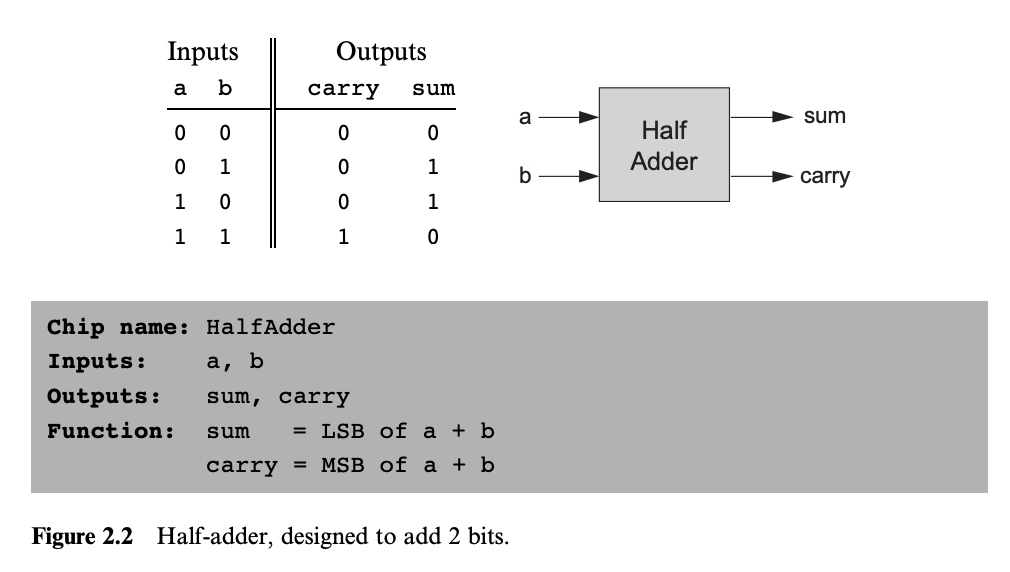 Inputs Outputs
a b carry sum
0 0 0 0
0 1 0 1
1 0 0 1
1 1 1 0
a Half Adder sum
b carry
Chip name: HalfAdder
Inputs: a, b
Outputs: sum, carry
Function: sum = LSB of a + b
carry = MSB of a + b
Figure 2.2 Half-adder, designed to add 2 bits.